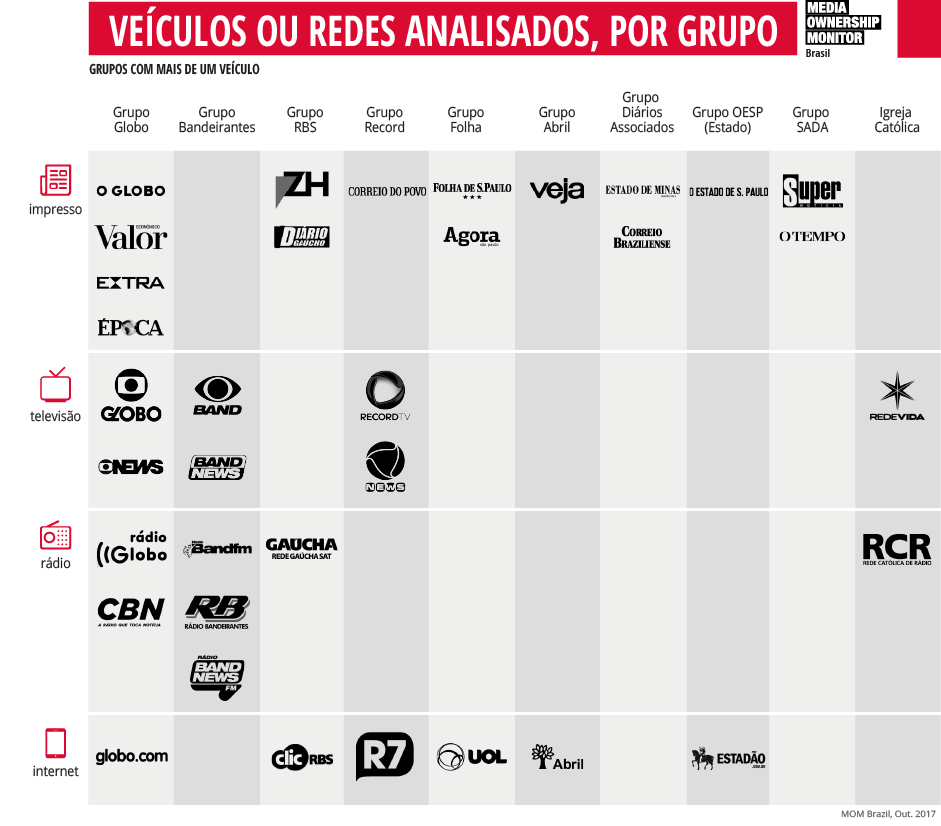 VEÍCULOS OU REDES ANALISADOS, POR GRUPO
MEDIA
OWNERSHIP
MONITOR
Brasil
GRUPOS COM MAIS DE UM VEÍCULO
Grupo
Globo
Grupo
Bandeirantes
Grupo
RBS
Grupo
Record
Grupo
Folha
Grupo
Abril
Grupo
Diários
Associados
Grupo OESP
(Estado)
Grupo
SADA
Igreja
Católica
impresso
O GLOBO
ZH
CORREIO DO POVO
FOLHA DE S.PAULO
★★★
veja
ESTADO DE MINAS
O ESTADO DE S. PAULO
Super
NOTÍCIA
Valor
ECONÔMICO
DIÁRIO
GAÚCHO
Agora
são paulo
CORREIO
BRAZILIENSE
O TEMPO
EXTRA
ÉPOCA
televisão
GLOBO
BAND
RECORDTV
REDEVIDA
NEWS
BAND
NEWS
NEWS
rádio
rádio
Globo
Bandfm
GAÚCHA
REDE GAÚCHA SAT
RCR
REDE CATÓLICA DE RÁDIO
CBN
A RÁDIO QUE TOCA NOTÍCIA
RB
RÁDIO BANDEIRANTES
RÁDIO
BAND
NEWS
FM
internet
globo.com
clicRBS
R7
UOL
Abril
ESTADÃO
.COM.BR
MOM Brazil, Out. 2017